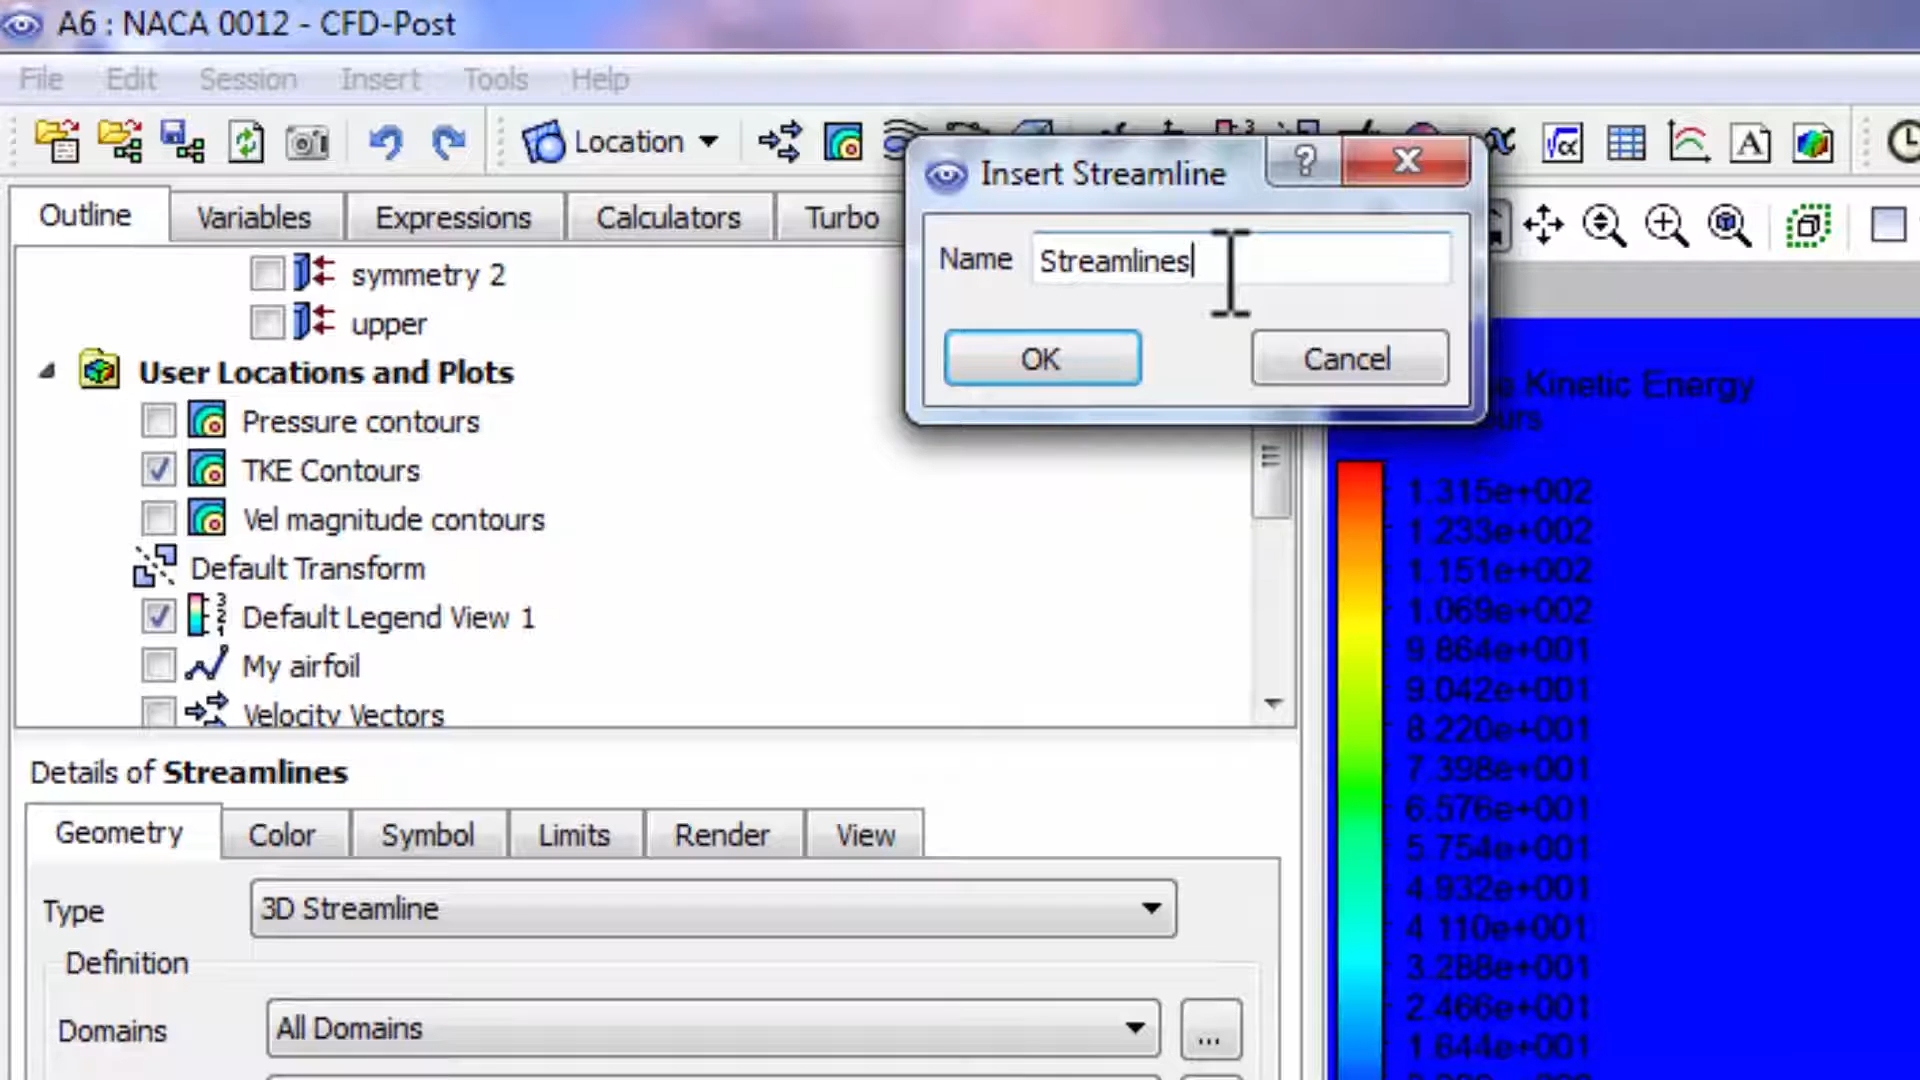 A6 : NACA 0012 - CFD-Post
File Edit Session Insert Tools Help
Location
Insert Streamline
Name Streamlines
OK Cancel
Outline Variables Expressions Calculators Turbo
symmetry 2
upper
User Locations and Plots
Pressure contours
TKE Contours
Vel magnitude contours
Default Transform
Default Legend View 1
My airfoil
Velocity Vectors
Details of Streamlines
Geometry Color Symbol Limits Render View
Type 3D Streamline
Definition
Domains All Domains ...
Kinetic Energy
1.315e+002
1.233e+002
1.151e+002
1.069e+002
9.864e+001
9.042e+001
8.220e+001
7.398e+001
6.576e+001
5.754e+001
4.932e+001
4.110e+001
3.288e+001
2.466e+001
1.644e+001